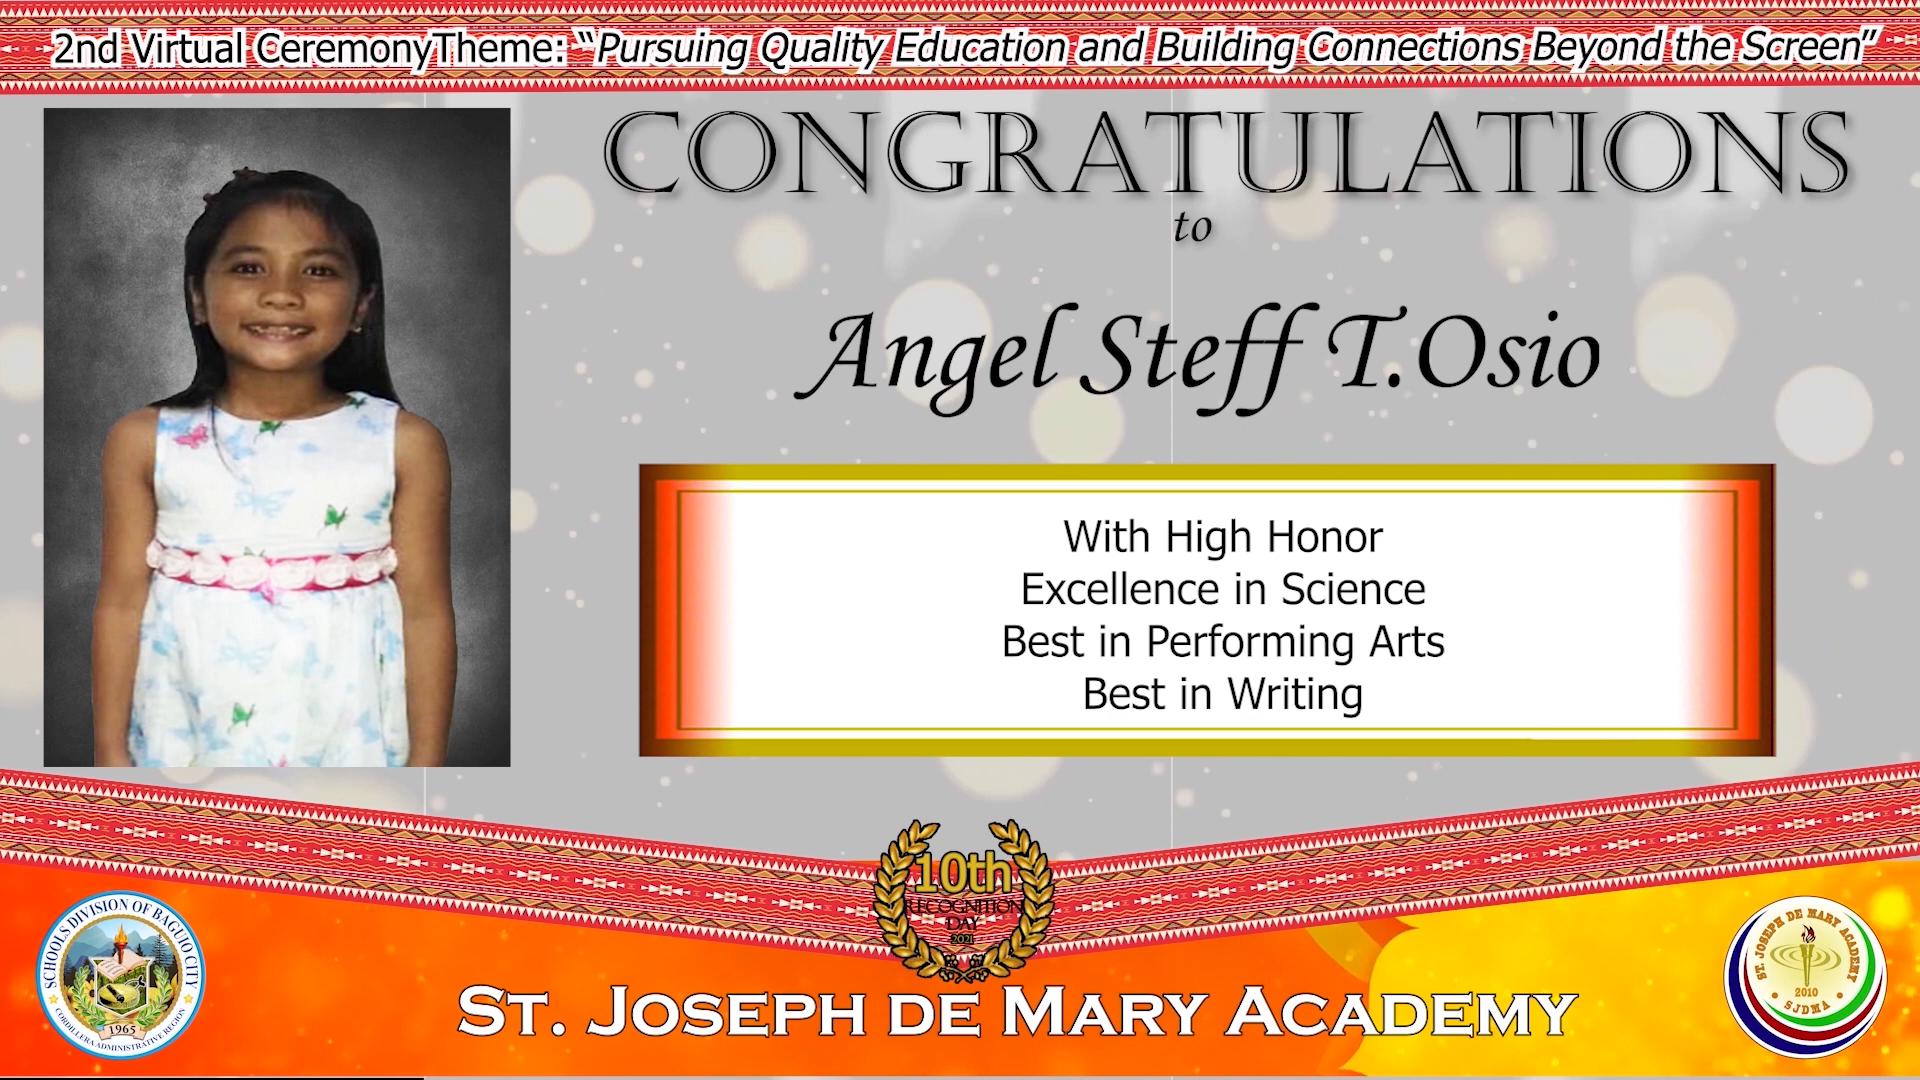 2nd Virtual CeremonyTheme: “Pursuing Quality Education and Building Connections Beyond the Screen”
CONGRATULATIONS
to
Angel Steff T.Osio
With High Honor
Excellence in Science
Best in Performing Arts
Best in Writing
10th
RECOGNITION
DAY
2021
SCHOOLS DIVISION OF BAGUIO CITY
1965
CORDILLERA ADMINISTRATIVE REGION
ST. JOSEPH DE MARY ACADEMY
ST. JOSEPH DE MARY ACADEMY
2010
SJDMA